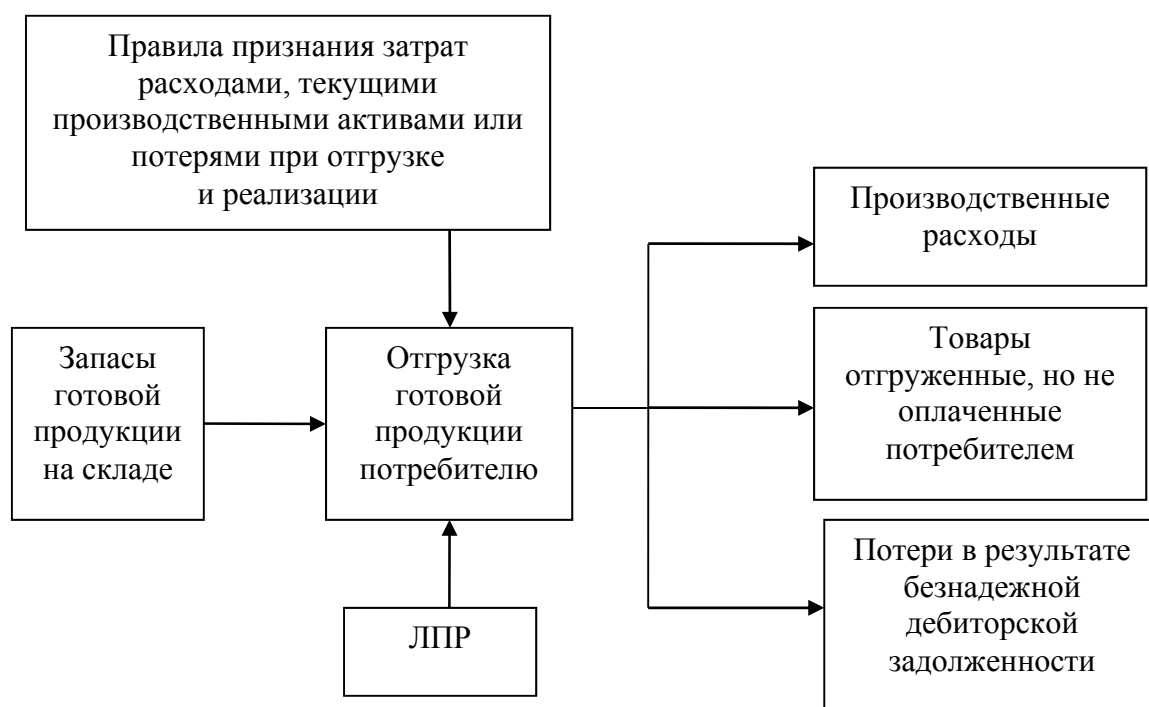 Правила признания затрат
расходами, текущими
производственными активами или
потерями при отгрузке
и реализации
Запасы
готовой
продукции
на складе
Отгрузка
готовой
продукции
потребителю
ЛПР
Производственные
расходы
Товары
отгруженные, но не
оплаченные
потребителем
Потери в результате
безнадежной
дебиторской
задолженности